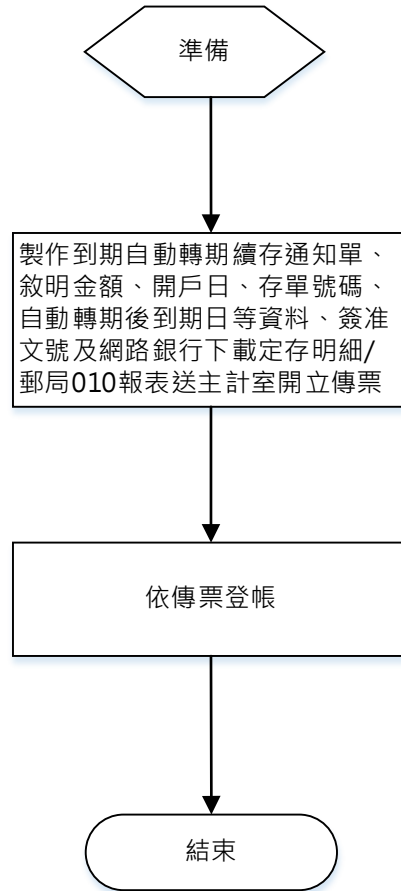 準備
製作到期自動轉期續存通知單、
敘明金額、開戶日、存單號碼、
自動轉期後到期日等資料、簽准
文號及網路銀行下載定存明細/
郵局010報表送主計室開立傳票
依傳票登帳
結束